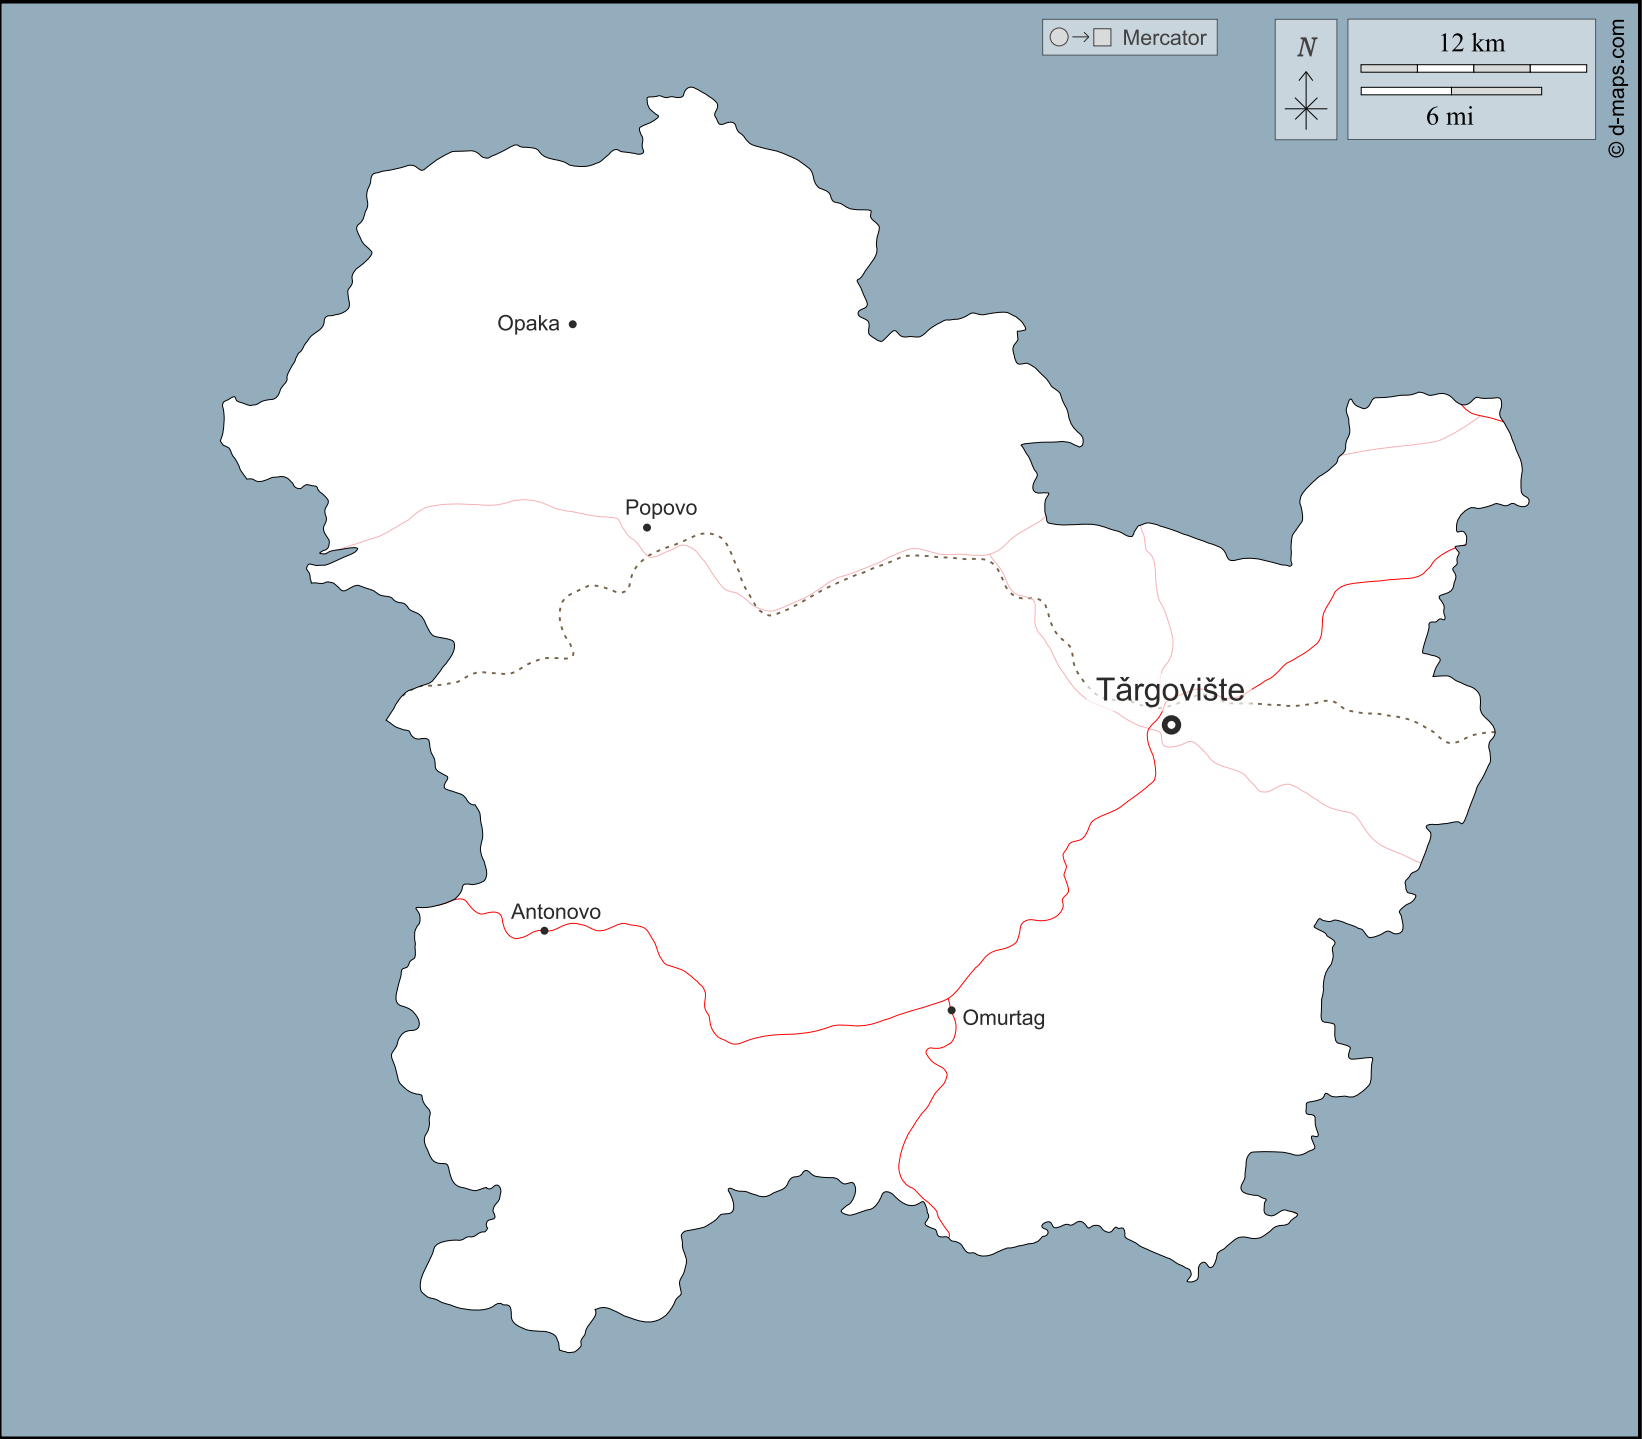 Mercator
N
12 km
6 mi
© d-maps.com
Opaka
Popovo
Tărgovište
Antonovo
Omurtag